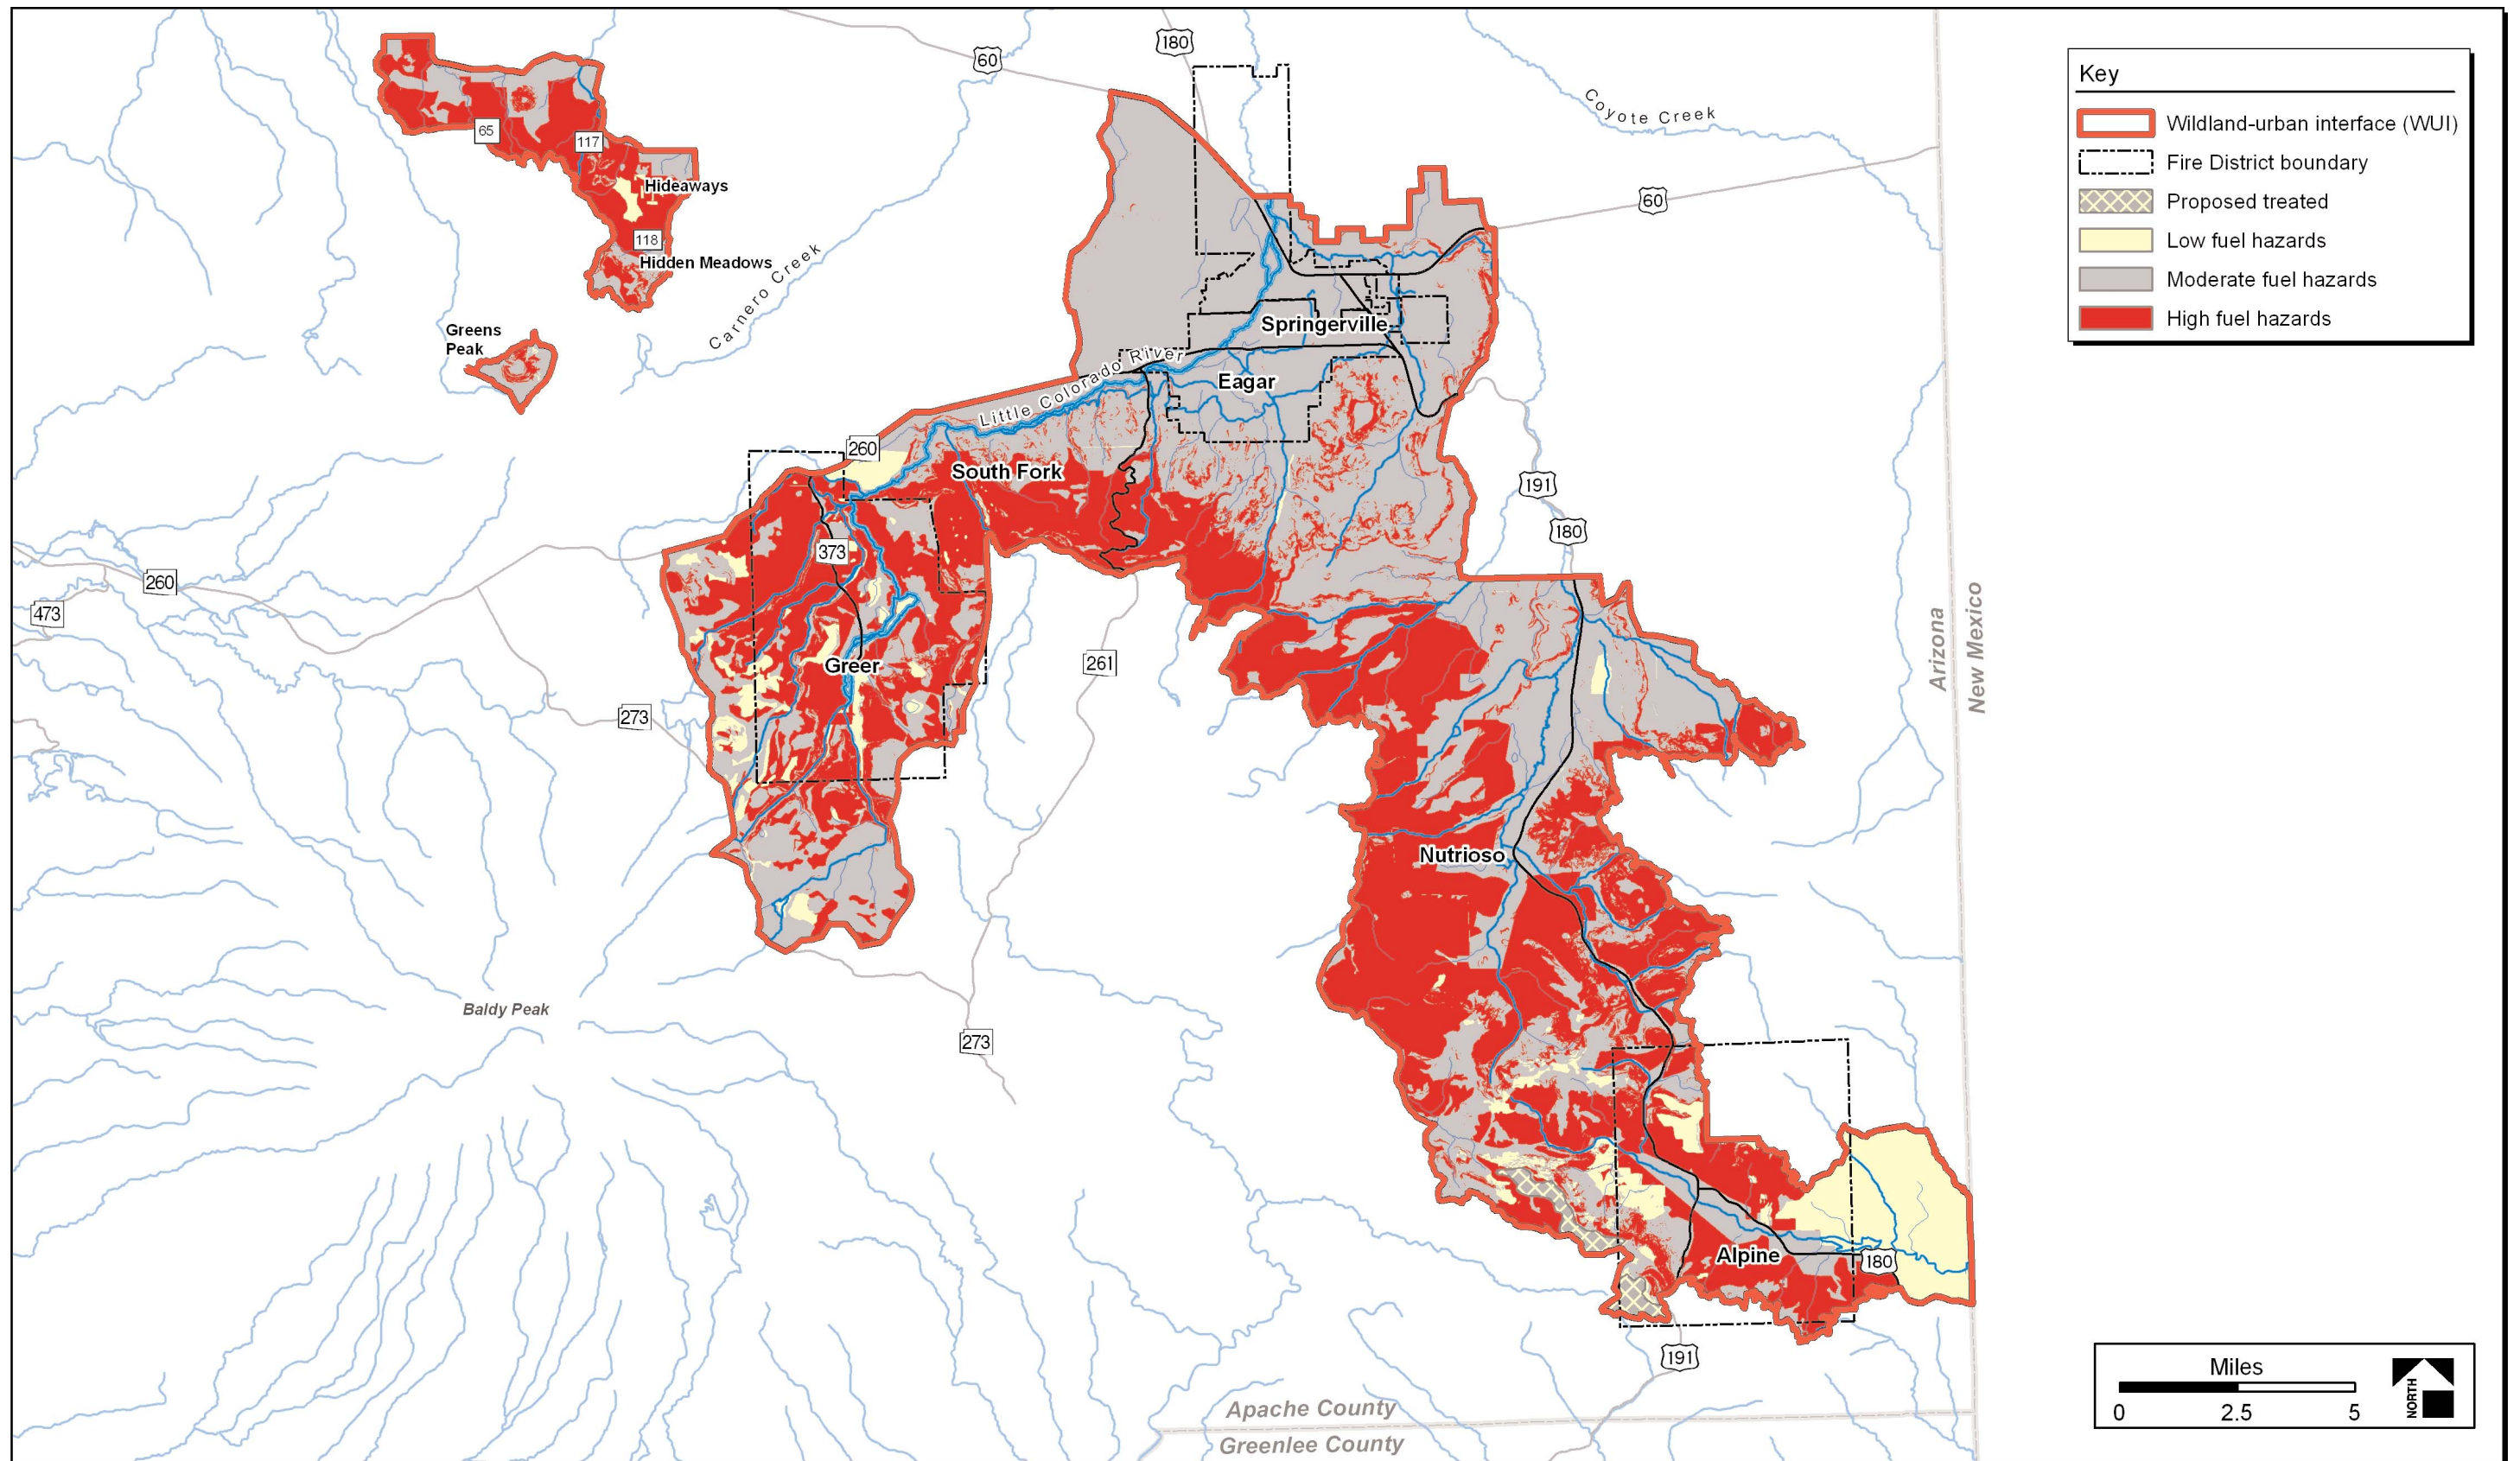 60
180
Key
Wildland-urban interface (WUI)
Fire District boundary
Proposed treated
Low fuel hazards
Moderate fuel hazards
High fuel hazards
Coyote Creek
65
117
Hideaways
60
118
Hidden Meadows
Carnero Creek
Greens
Peak
Springerville
Little Colorado River
Eagar
260
South Fork
191
180
373
260
473
Arizona
New Mexico
Greer
261
273
Nutrioso
Baldy Peak
273
Alpine
180
191
Miles
0 2.5 5
NORTH
Apache County
Greenlee County